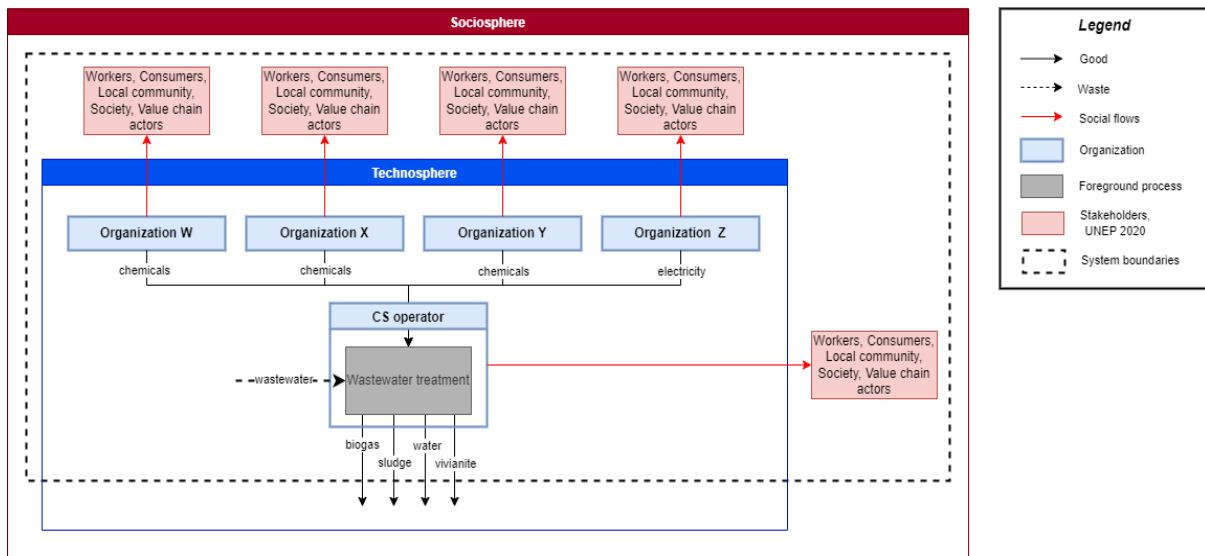 Sociosphere
Workers, Consumers,
Local community,
Society, Value chain
actors
Workers, Consumers,
Local community,
Society, Value chain
actors
Workers, Consumers,
Local community,
Society, Value chain
actors
Workers, Consumers,
Local community,
Society, Value chain
actors
Technosphere
Organization W
Organization X
Organization Y
Organization Z
chemicals
chemicals
chemicals
electricity
CS operator
wastewater
Wastewater treatment
Workers, Consumers,
Local community,
Society, Value chain
actors
biogas
sludge
water
vivianite
Legend
Good
Waste
Social flows
Organization
Foreground process
Stakeholders,
UNEP 2020
System boundaries